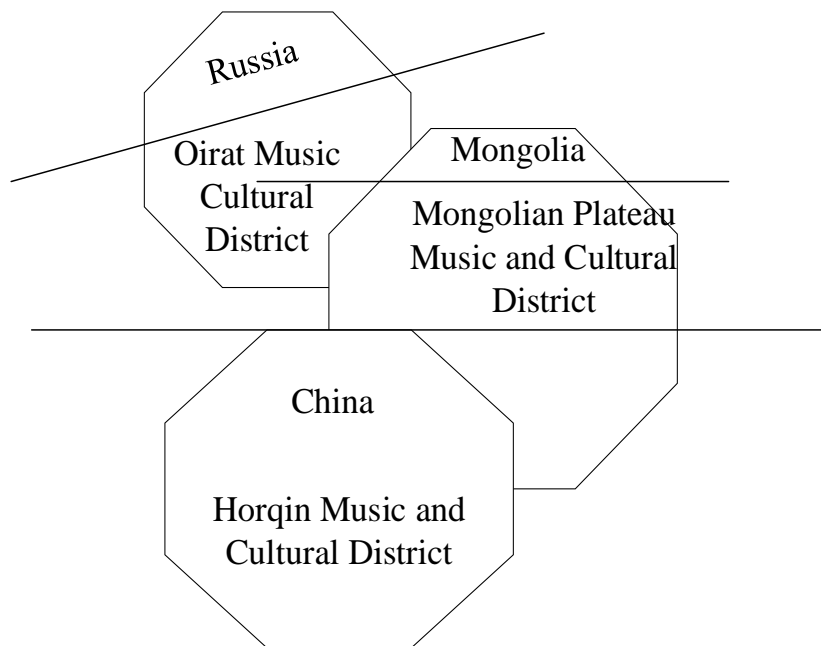 Russia
Oirat Music
Cultural
District
Mongolia
Mongolian Plateau
Music and Cultural
District
China
Horqin Music and
Cultural District